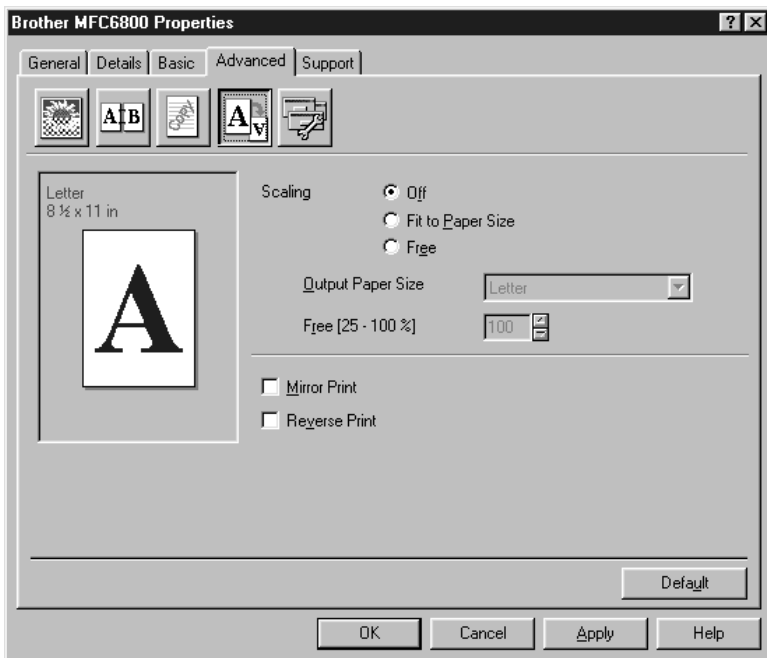 Brother MFC6800 Properties
General Details Basic Advanced Support
A B COPY A A
Letter
8 ½ x 11 in
A
Scaling
Off
Fit to Paper Size
Free
Output Paper Size Letter
Free [25 - 100 %] 100
Mirror Print
Reverse Print
Default
OK Cancel Apply Help